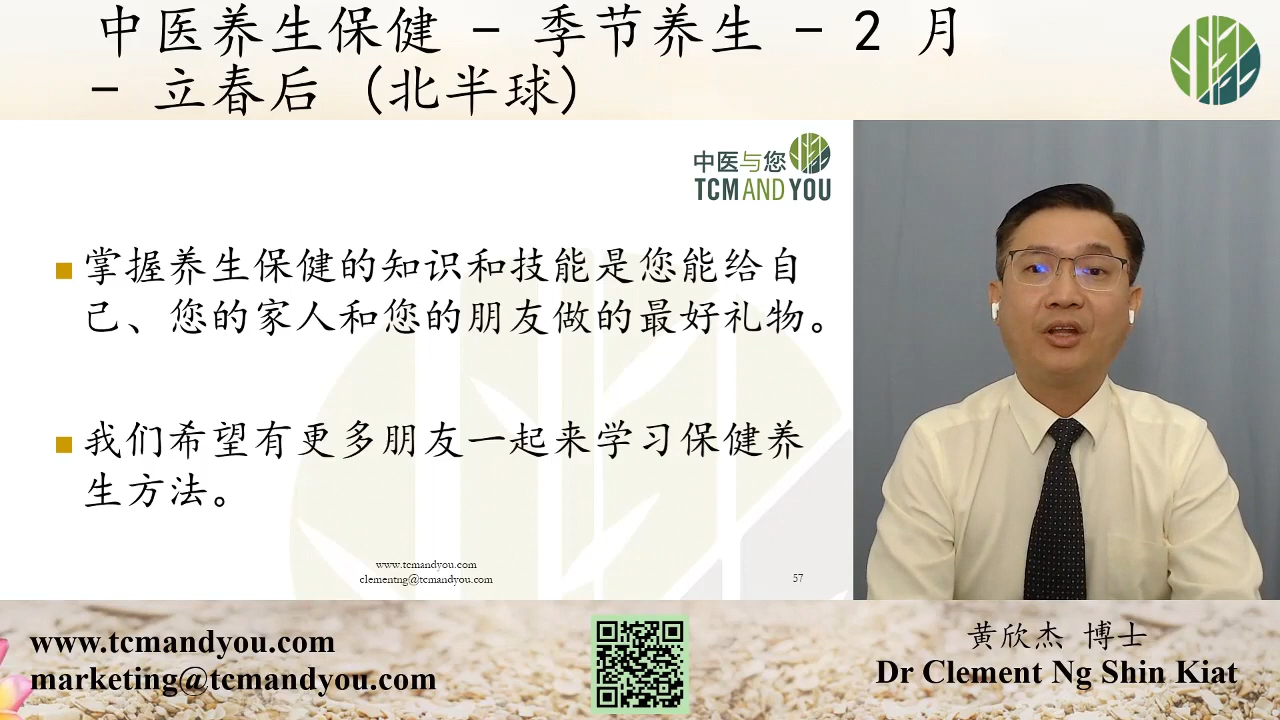 中医养生保健 - 季节养生 - 2 月
- 立春后 (北半球)
中医与您
TCM AND YOU
掌握养生保健的知识和技能是您能给自
己、您的家人和您的朋友做的最好礼物。
我们希望有更多朋友一起来学习保健养
生方法。
www.tcmandyou.com
clementng@tcmandyou.com
57
www.tcmandyou.com
marketing@tcmandyou.com
黄欣杰 博士
Dr Clement Ng Shin Kiat